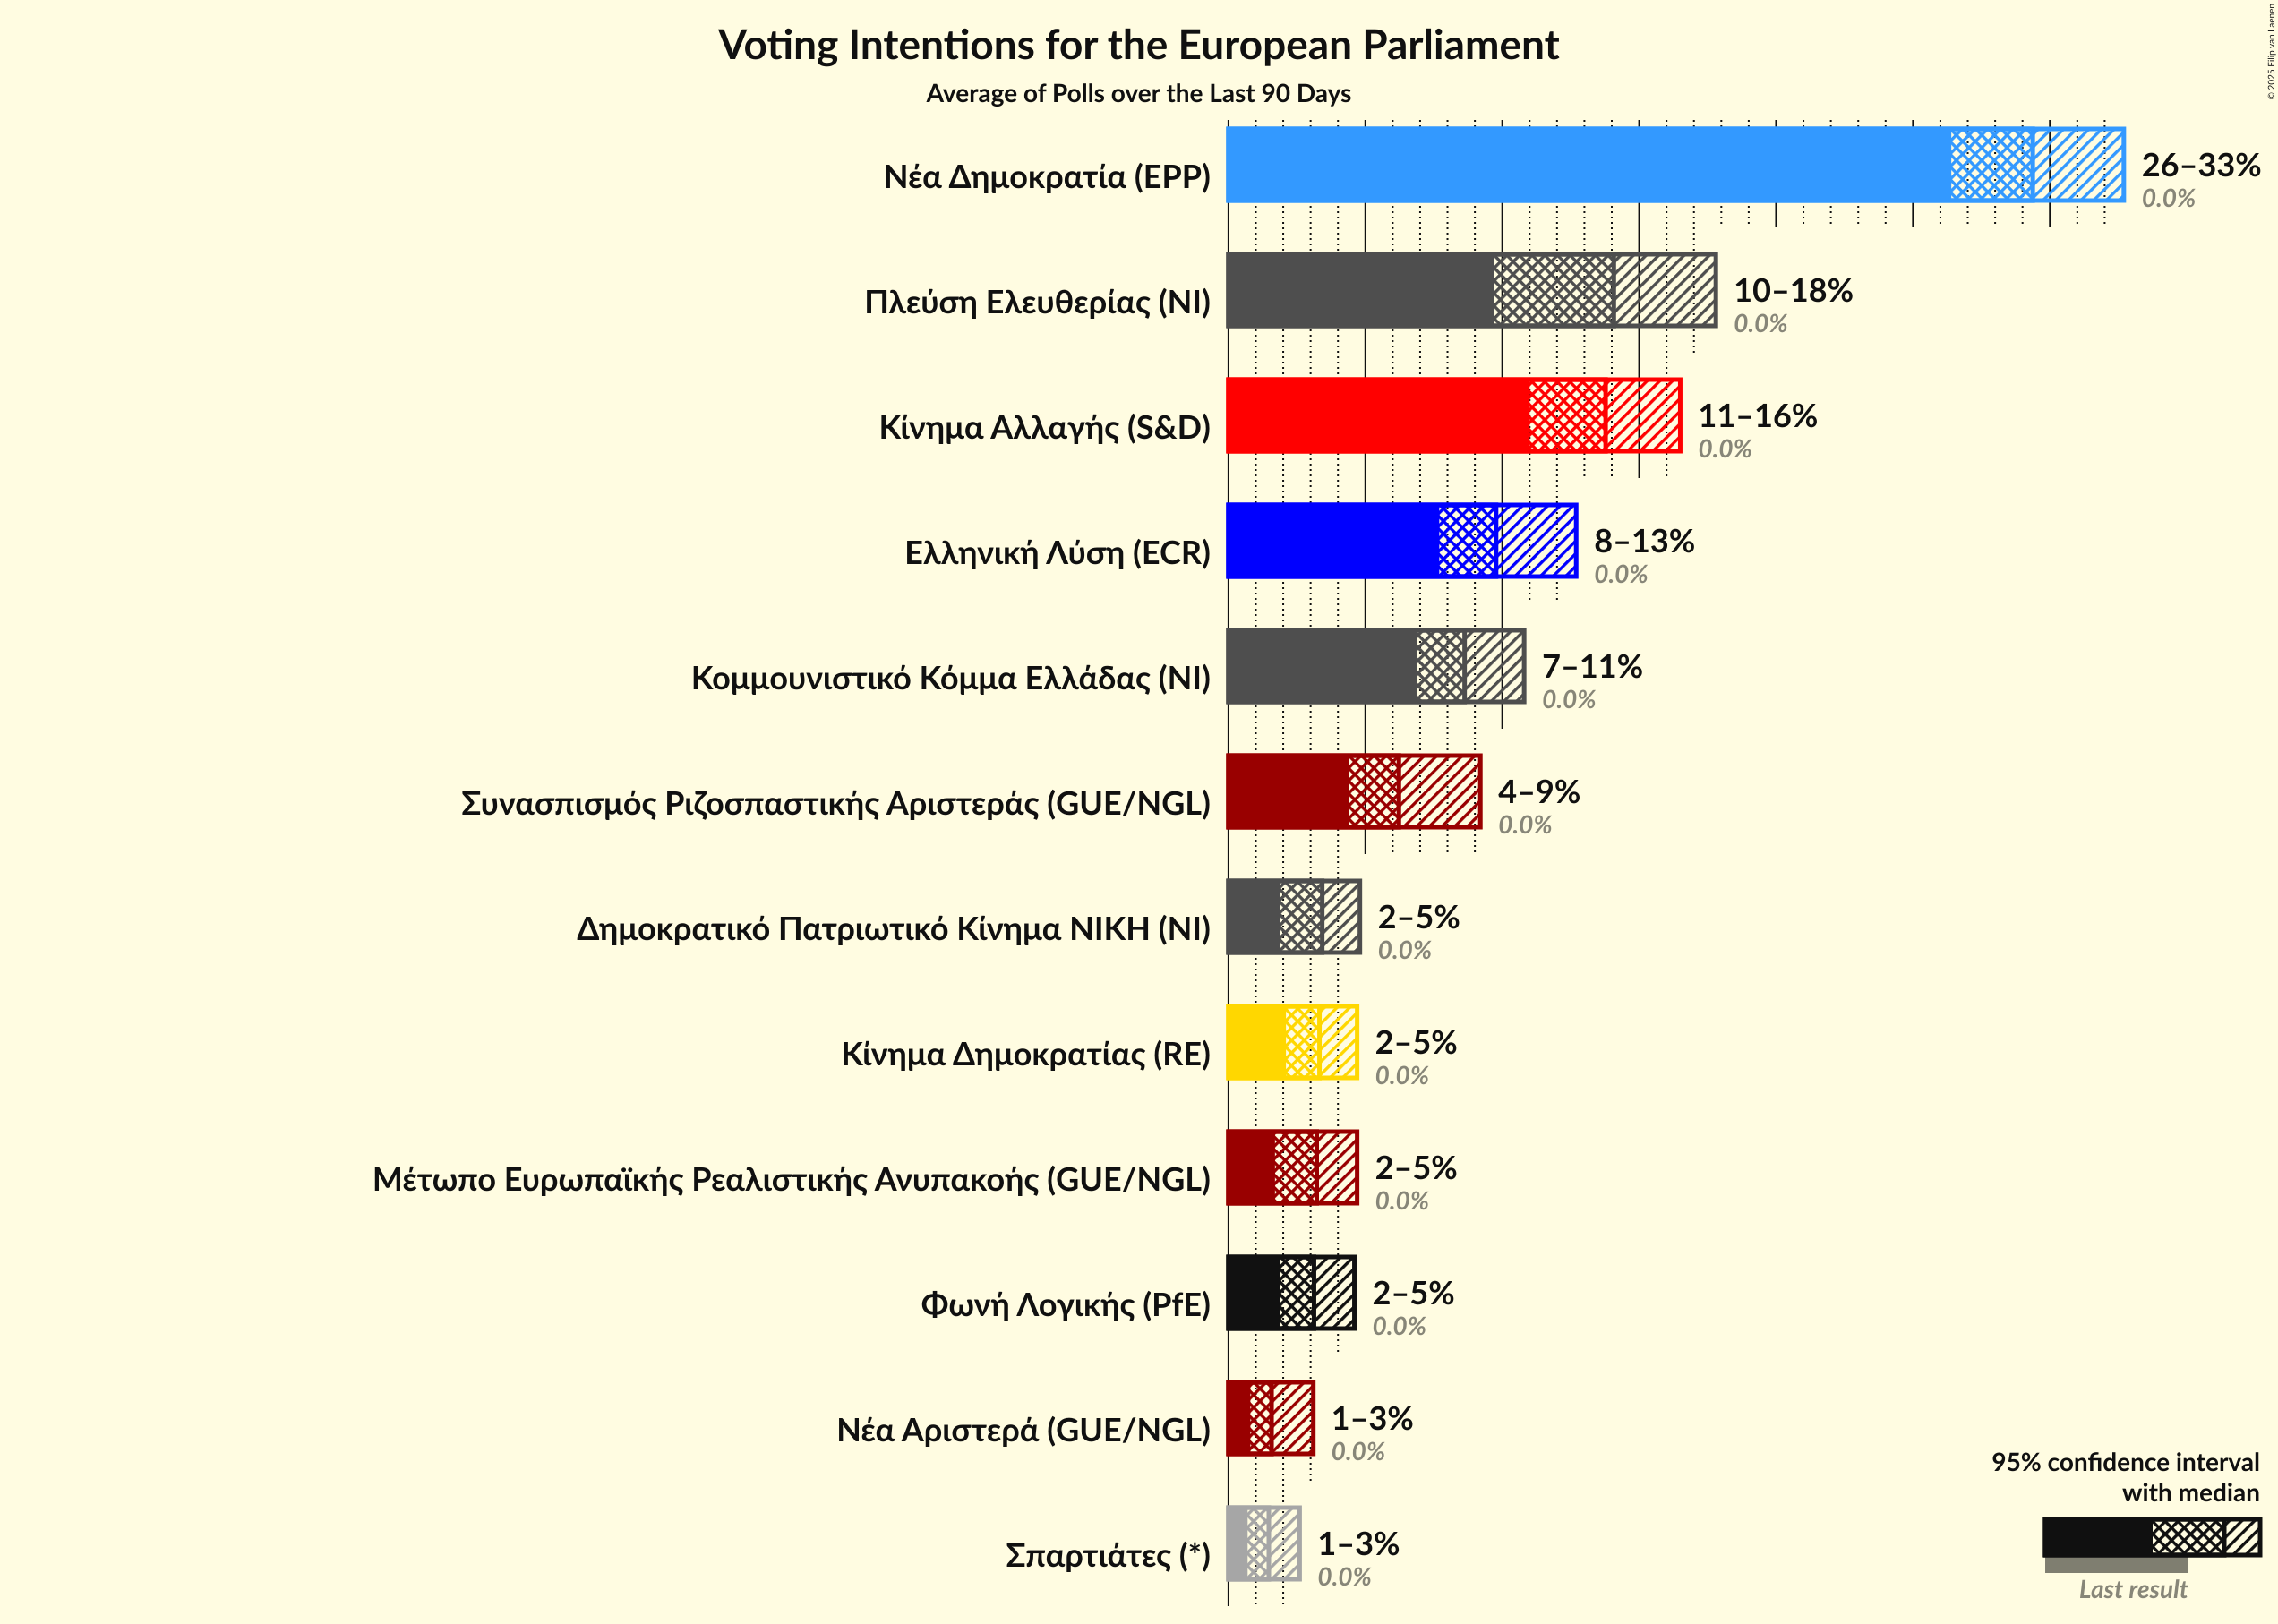 Voting Intentions for the European Parliament
Average of Polls over the Last 90 Days
© 2025 Filip van Laenen
Νέα Δημοκρατία (EPP)
26–33%
0.0%
Πλεύση Ελευθερίας (NI)
10–18%
0.0%
Κίνημα Αλλαγής (S&D)
11–16%
0.0%
Ελληνική Λύση (ECR)
8–13%
0.0%
Κομμουνιστικό Κόμμα Ελλάδας (NI)
7–11%
0.0%
Συνασπισμός Ριζοσπαστικής Αριστεράς (GUE/NGL)
4–9%
0.0%
Δημοκρατικό Πατριωτικό Κίνημα ΝΙΚΗ (NI)
2–5%
0.0%
Κίνημα Δημοκρατίας (RE)
2–5%
0.0%
Μέτωπο Ευρωπαϊκής Ρεαλιστικής Ανυπακοής (GUE/NGL)
2–5%
0.0%
Φωνή Λογικής (PfE)
2–5%
0.0%
Νέα Αριστερά (GUE/NGL)
1–3%
0.0%
Σπαρτιάτες (*)
1–3%
0.0%
95% confidence interval
with median
Last result